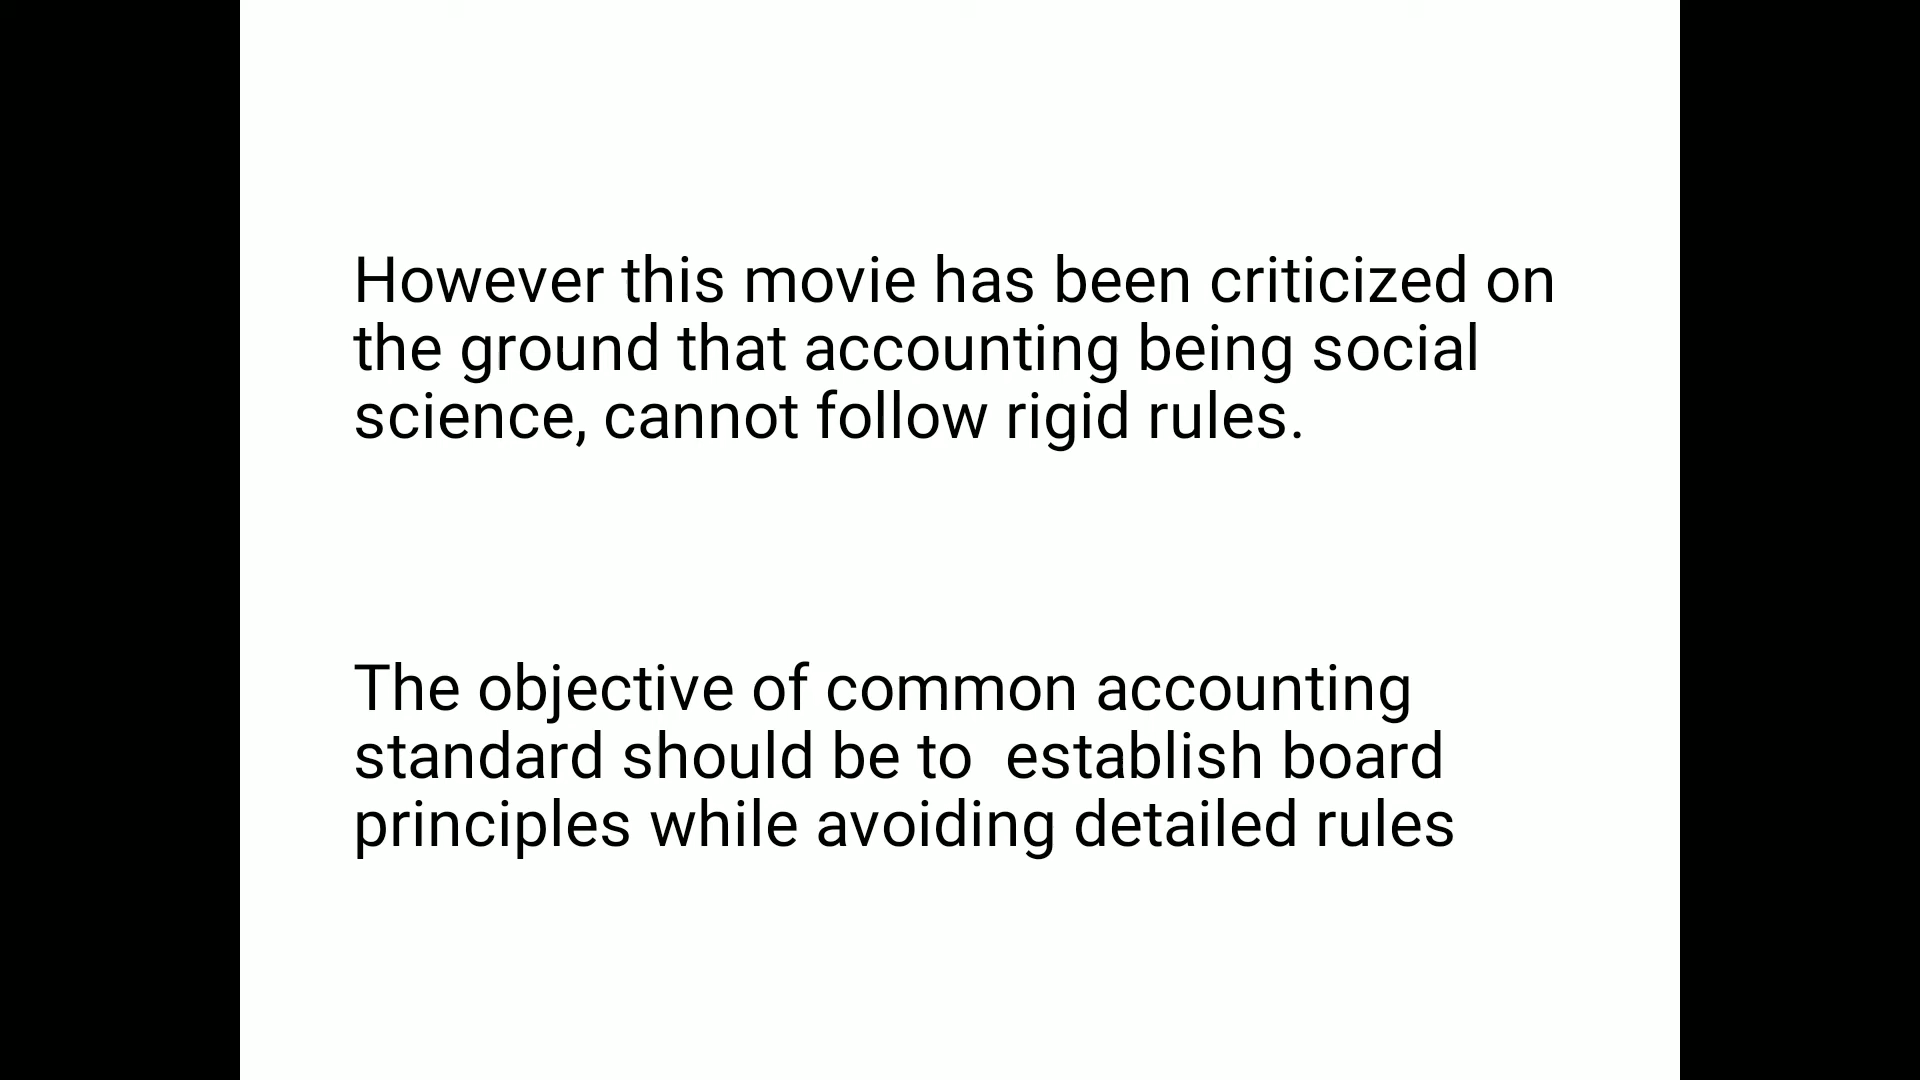 However this movie has been criticized on
the ground that accounting being social
science, cannot follow rigid rules.
The objective of common accounting
standard should be to  establish board
principles while avoiding detailed rules